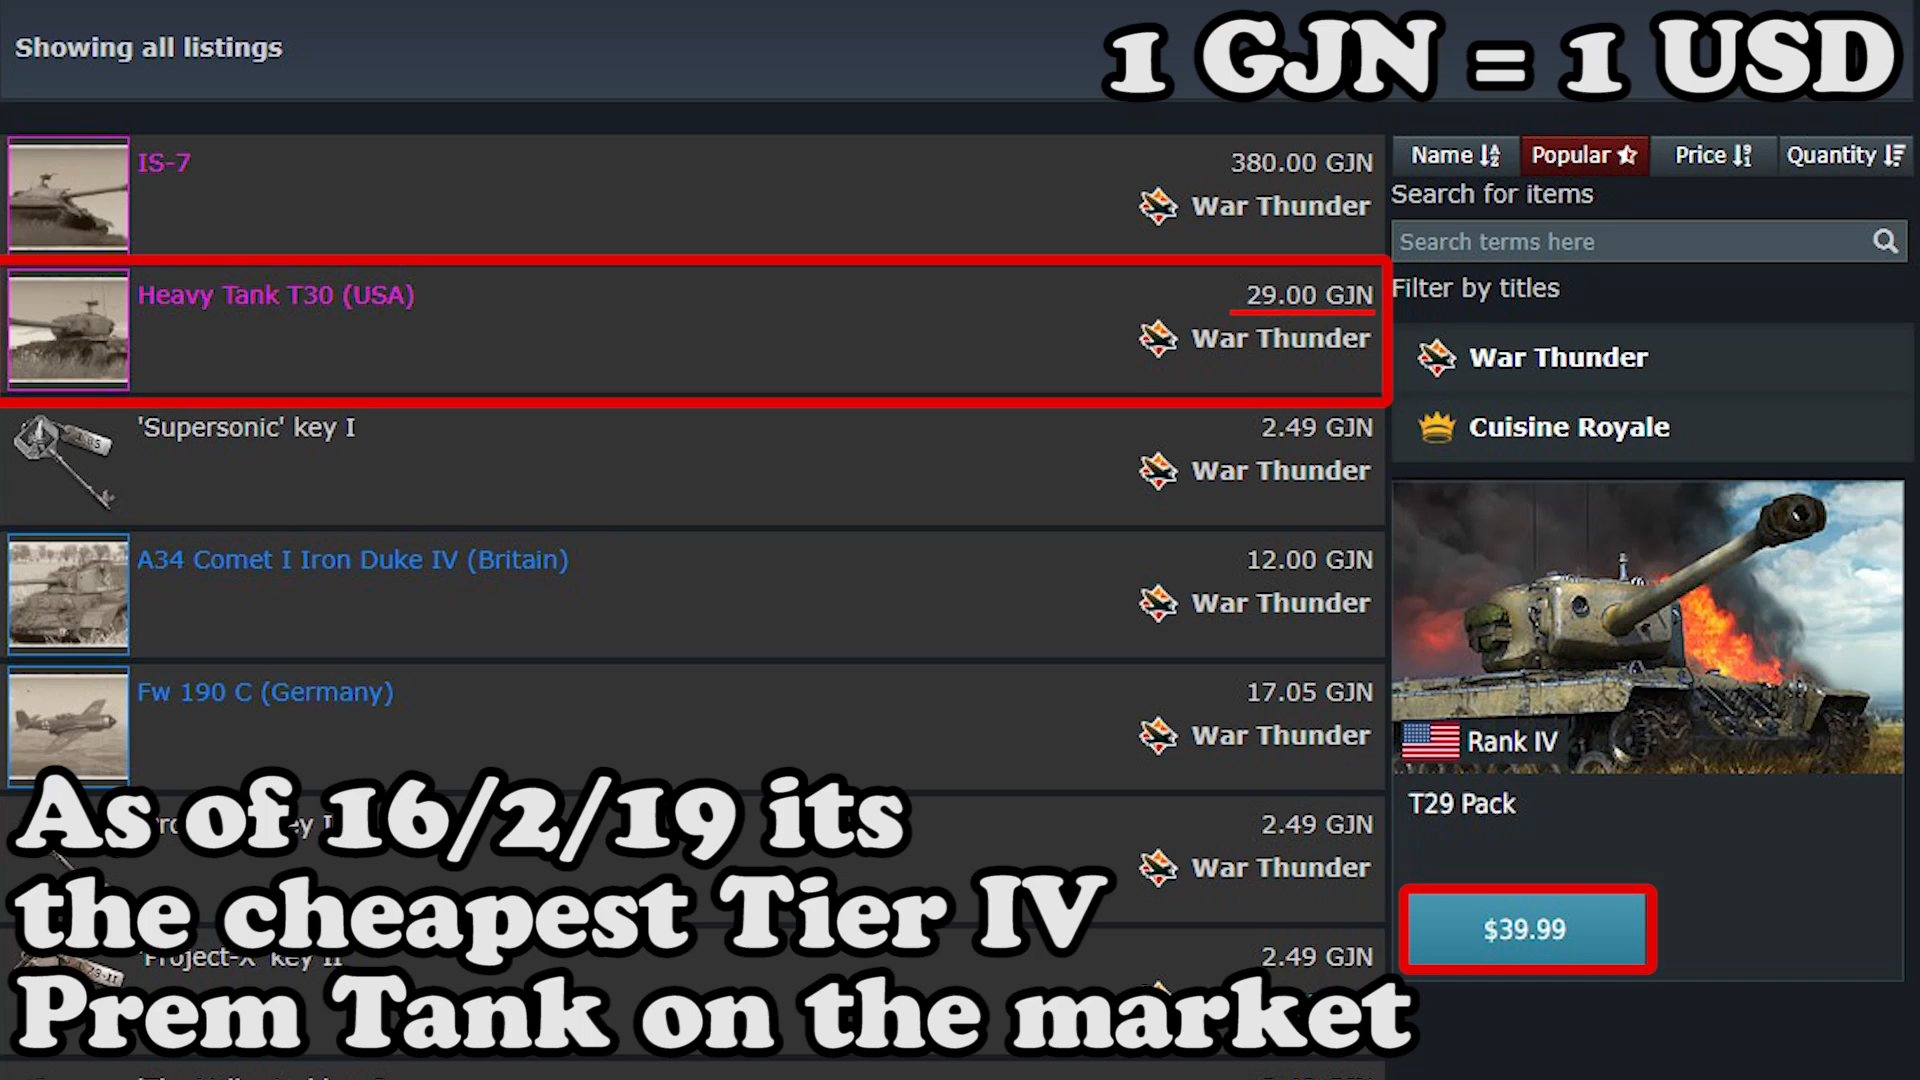 Showing all listings
1 GJN = 1 USD
IS-7
380.00 GJN
War Thunder
Heavy Tank T30 (USA)
29.00 GJN
War Thunder
'Supersonic' key I
2.49 GJN
War Thunder
A34 Comet I Iron Duke IV (Britain)
12.00 GJN
War Thunder
Fw 190 C (Germany)
17.05 GJN
War Thunder
2.49 GJN
War Thunder
'Project-X' key II
2.49 GJN
As of 16/2/19 its
the cheapest Tier IV
Prem Tank on the market
Name Popular Price Quantity
Search for items
Search terms here
Filter by titles
War Thunder
Cuisine Royale
Rank IV
T29 Pack
$39.99